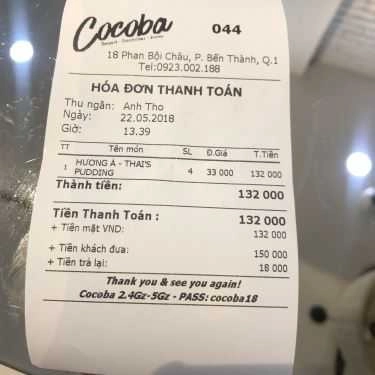 Cocoba
044
18 Phan Bội Châu, P. Bến Thành, Q.1
Tel:0923.002.188
HÓA ĐƠN THANH TOÁN
Thu ngân: Anh Tho
Ngày: 22.05.2018
Giờ: 13.39
TT Tên món SL Đ.Giá T.Tiền
1 HƯƠNG Á - THAI'S PUDDING 4 33 000 132 000
Thành tiền: 132 000
Tiền Thanh Toán : 132 000
+ Tiền mặt VND: 132 000
+ Tiền khách đưa: 150 000
+ Tiền trả lại: 18 000
Thank you & see you again!
Cocoba 2.4Gz-5Gz - PASS: cocoba18